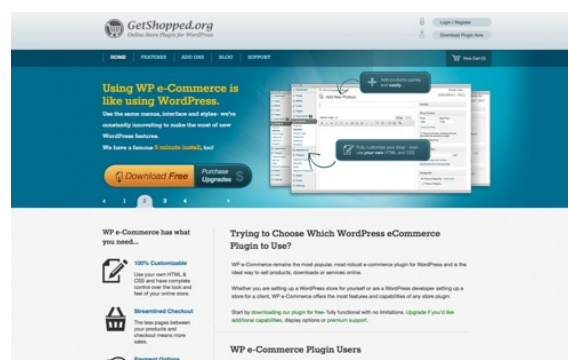 GetShopped.org
Online Store Plugin for WordPress
Login / Register
Download Plugin Now
HOME
FEATURES
ADD ONS
BLOG
SUPPORT
View Cart (0)
Using WP e-Commerce is
like using WordPress.
Use the same menus, interface and styles- we're
constantly innovating to make the most of new
WordPress features.
We have a famous 5 minute install, too!
Download Free
Purchase
Upgrades $
1 2 3 4
Add products quickly
and easily.
Add New Product
Fully customise your shop - even
use your own HTML and CSS
WP e-Commerce has what
you need...
100% Customizable
Use your own HTML &
CSS and have complete
control over the look and
feel of your online store.
Streamlined Checkout
The less pages between
your products and
checkout means more
sales.
Payment Options
Trying to Choose Which WordPress eCommerce
Plugin to Use?
WP e-Commerce remains the most popular, most robust e-commerce plugin for WordPress and is the
ideal way to sell products, downloads or services online.
Whether you are setting up a WordPress store for yourself or are a WordPress developer setting up a
store for a client, WP e-Commerce offers the most features and capabilities of any store plugin.
Start by downloading our plugin for free- fully functional with no limitations. Upgrade if you'd like
additional capabilities, display options or premium support.
WP e-Commerce Plugin Users